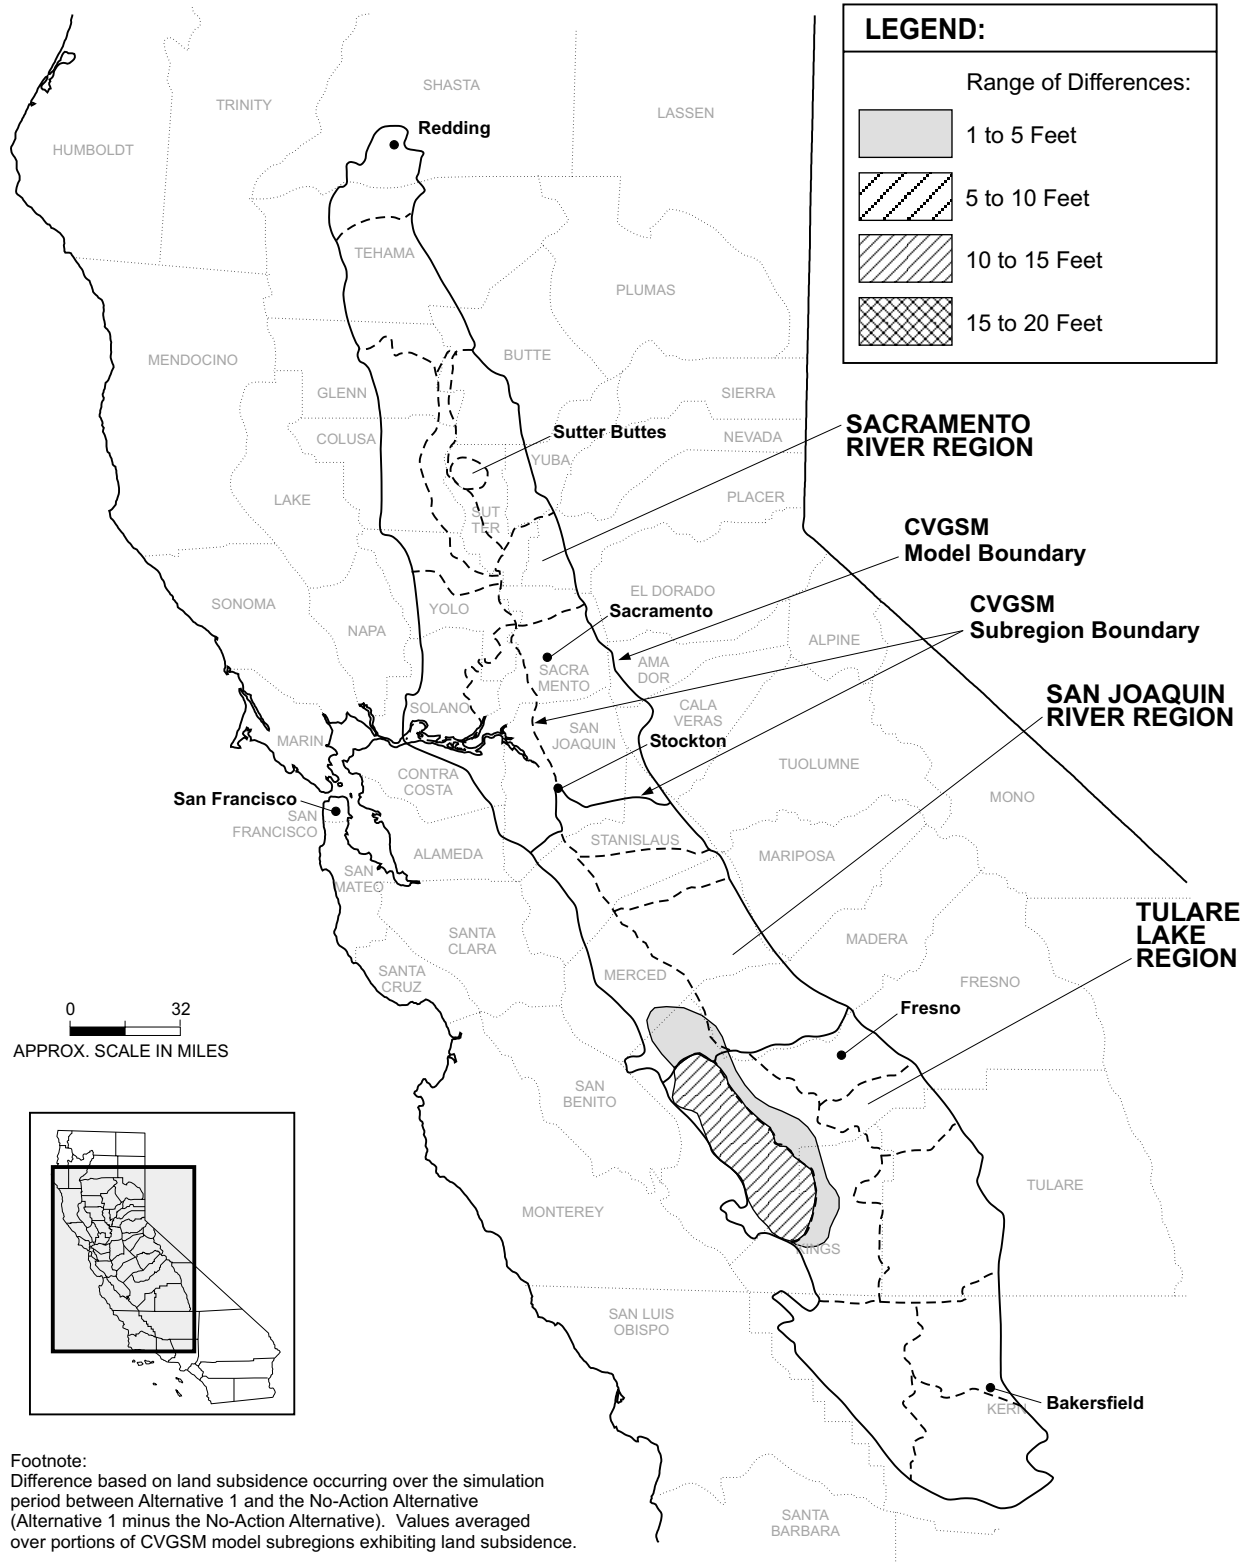 LEGEND:
Range of Differences:
1 to 5 Feet
5 to 10 Feet
10 to 15 Feet
15 to 20 Feet
SHASTA
TRINITY
LASSEN
HUMBOLDT
Redding
TEHAMA
PLUMAS
MENDOCINO
BUTTE
GLENN
SIERRA
COLUSA
NEVADA
Sutter Buttes
YUBA
SACRAMENTO
RIVER REGION
LAKE
PLACER
SUT
TER
CVGSM
Model Boundary
SONOMA
NAPA
YOLO
EL DORADO
Sacramento
CVGSM
Subregion Boundary
ALPINE
SACRA
MENTO
AMA
DOR
SOLANO
CALA
VERAS
SAN JOAQUIN
RIVER REGION
MARIN
SAN
JOAQUIN
Stockton
CONTRA
COSTA
TUOLUMNE
MONO
San Francisco
SAN
FRANCISCO
STANISLAUS
ALAMEDA
MARIPOSA
SAN
MATEO
TULARE
LAKE
REGION
SANTA
CLARA
MADERA
SANTA
CRUZ
MERCED
FRESNO
Fresno
0 32
APPROX. SCALE IN MILES
SAN
BENITO
TULARE
MONTEREY
KINGS
SAN LUIS
OBISPO
Bakersfield
KERN
SANTA
BARBARA
Footnote:
Difference based on land subsidence occurring over the simulation
period between Alternative 1 and the No-Action Alternative
(Alternative 1 minus the No-Action Alternative).  Values averaged
over portions of CVGSM model subregions exhibiting land subsidence.